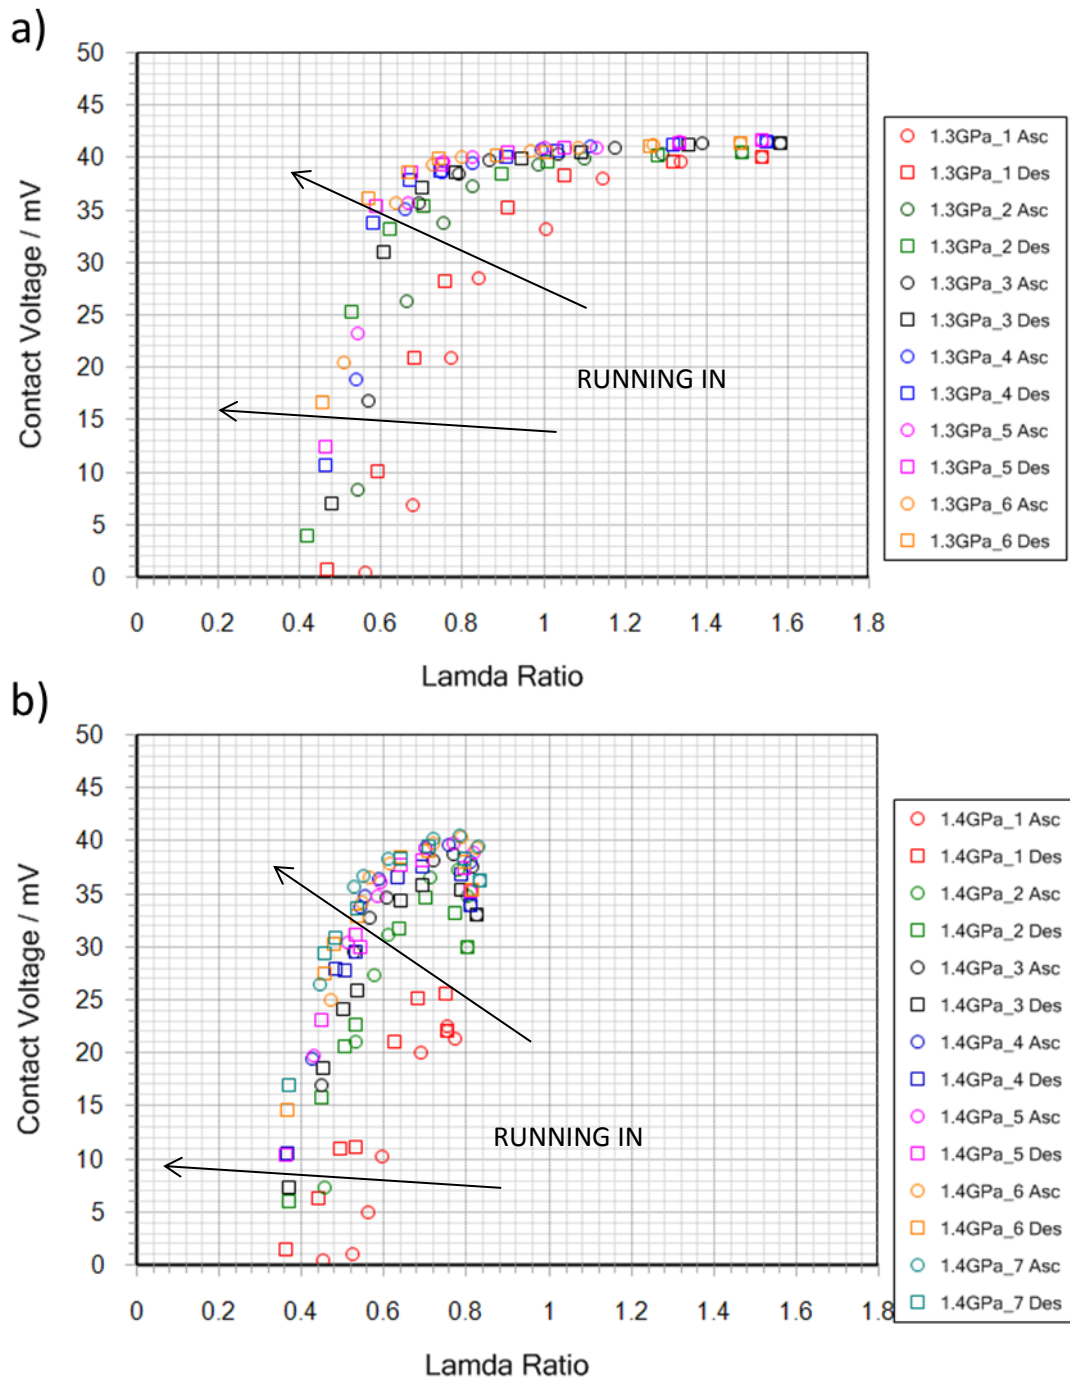 a)
50
45
40
35
30
25
20
15
10
5
0
Contact Voltage / mV
RUNNING IN
0 0.2 0.4 0.6 0.8 1 1.2 1.4 1.6 1.8
Lamda Ratio
1.3GPa_1 Asc
1.3GPa_1 Des
1.3GPa_2 Asc
1.3GPa_2 Des
1.3GPa_3 Asc
1.3GPa_3 Des
1.3GPa_4 Asc
1.3GPa_4 Des
1.3GPa_5 Asc
1.3GPa_5 Des
1.3GPa_6 Asc
1.3GPa_6 Des
b)
50
45
40
35
30
25
20
15
10
5
0
Contact Voltage / mV
RUNNING IN
0 0.2 0.4 0.6 0.8 1 1.2 1.4 1.6 1.8
Lamda Ratio
1.4GPa_1 Asc
1.4GPa_1 Des
1.4GPa_2 Asc
1.4GPa_2 Des
1.4GPa_3 Asc
1.4GPa_3 Des
1.4GPa_4 Asc
1.4GPa_4 Des
1.4GPa_5 Asc
1.4GPa_5 Des
1.4GPa_6 Asc
1.4GPa_6 Des
1.4GPa_7 Asc
1.4GPa_7 Des